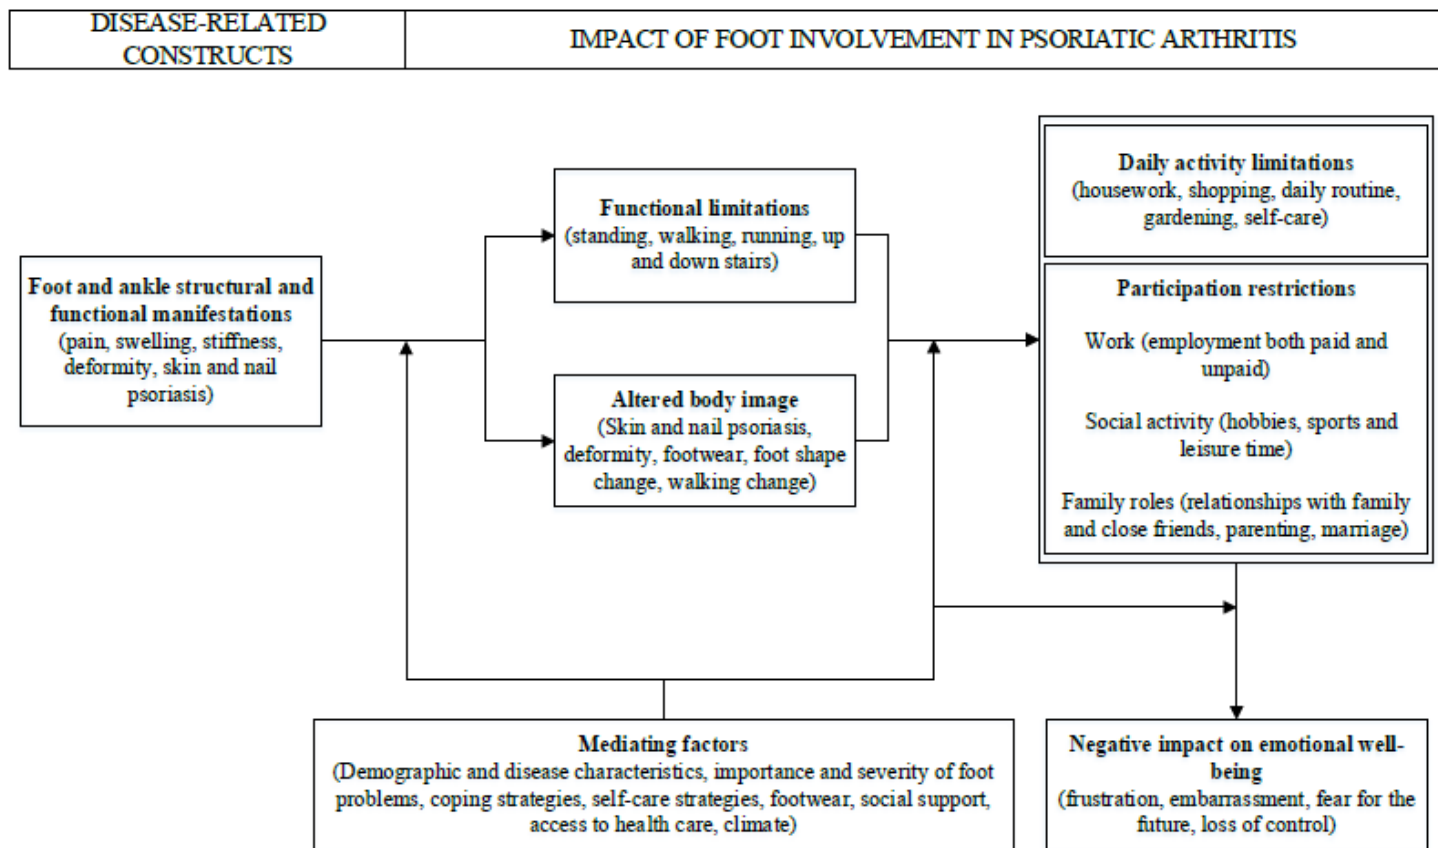 DISEASE-RELATED
CONSTRUCTS
IMPACT OF FOOT INVOLVEMENT IN PSORIATIC ARTHRITIS
Foot and ankle structural and
functional manifestations
(pain, swelling, stiffness,
deformity, skin and nail
psoriasis)
Functional limitations
(standing, walking, running, up
and down stairs)
Altered body image
(Skin and nail psoriasis,
deformity, footwear, foot shape
change, walking change)
Daily activity limitations
(housework, shopping, daily routine,
gardening, self-care)
Participation restrictions
Work (employment both paid and
unpaid)
Social activity (hobbies, sports and
leisure time)
Family roles (relationships with family
and close friends, parenting, marriage)
Mediating factors
(Demographic and disease characteristics, importance and severity of foot
problems, coping strategies, self-care strategies, footwear, social support,
access to health care, climate)
Negative impact on emotional well-
being
(frustration, embarrassment, fear for the
future, loss of control)